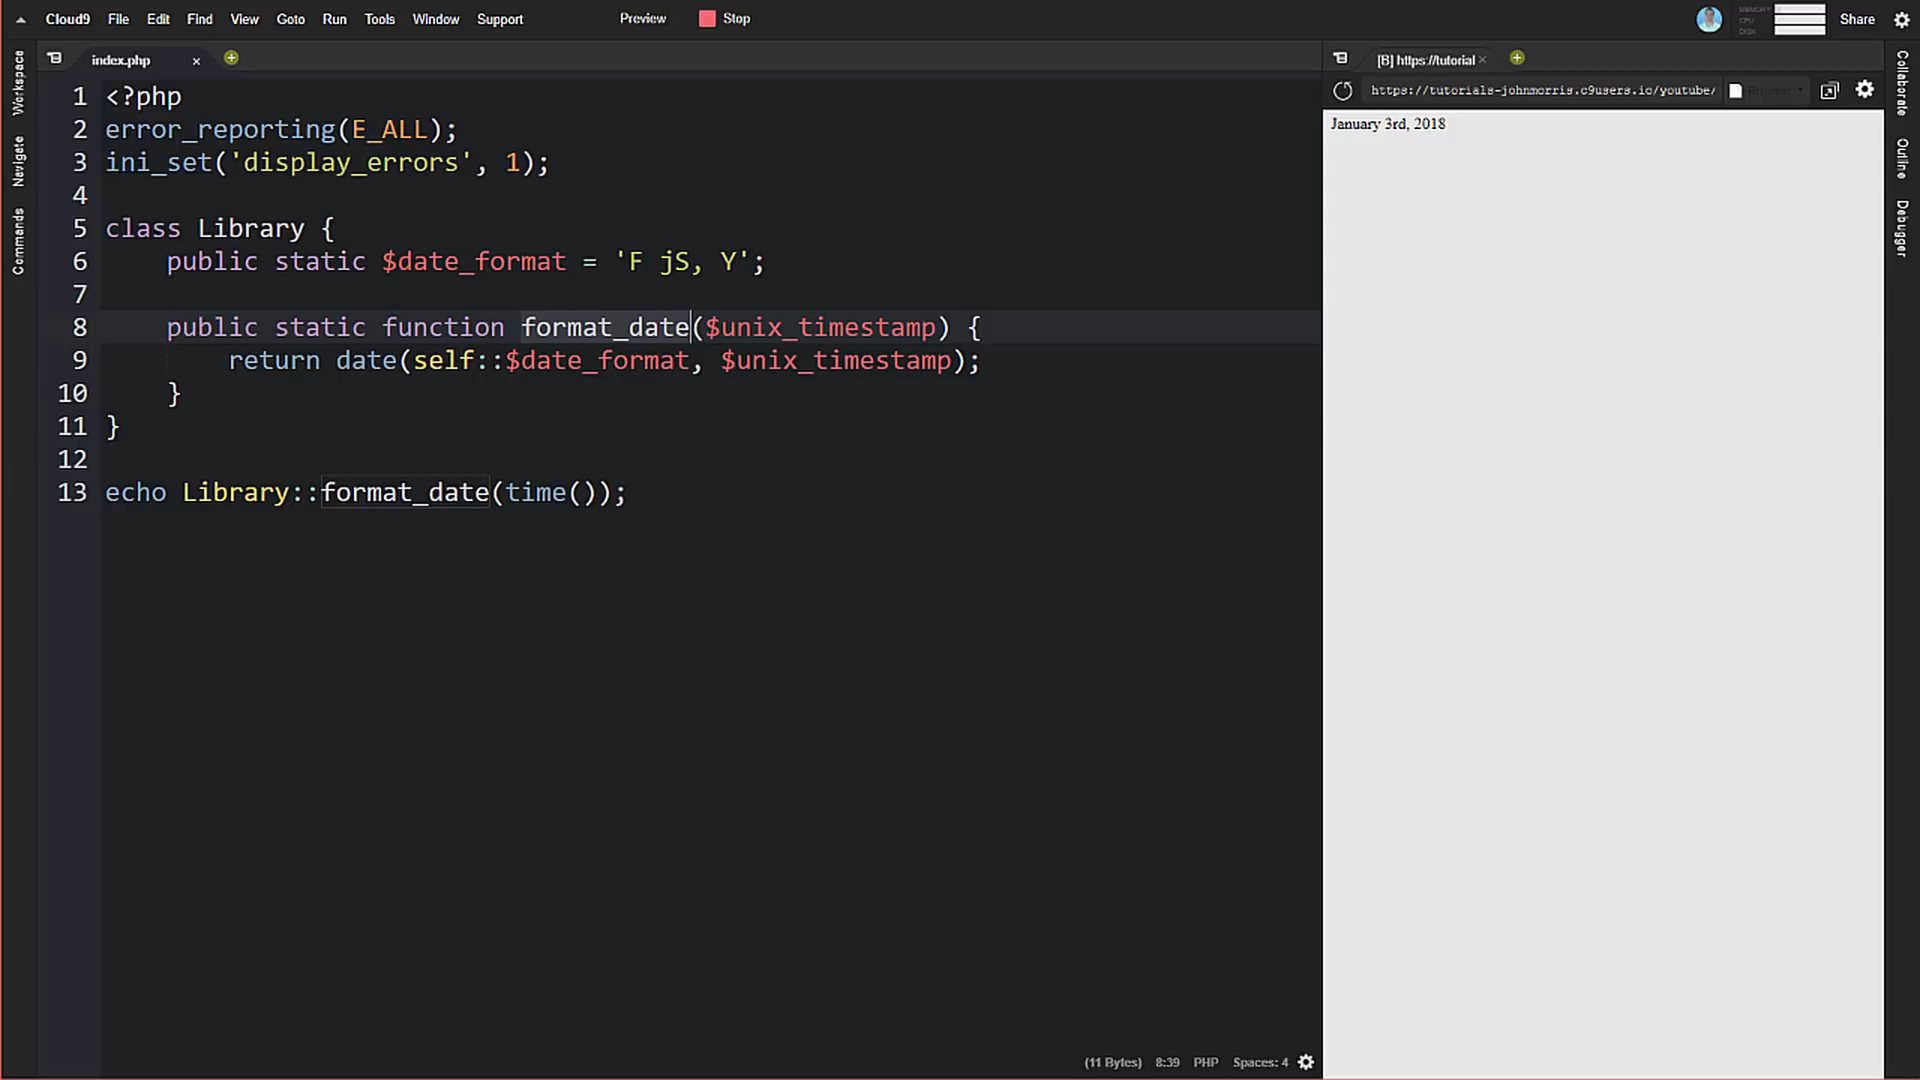 Cloud9 File Edit Find View Goto Run Tools Window Support Preview Stop MEMORY CPU DISK Share
index.php
[B] https://tutorial
https://tutorials-johnmorris.c9users.io/youtube/ Browser
Workspace
Navigate
Commands
1 <?php
2 error_reporting(E_ALL);
3 ini_set('display_errors', 1);
4
5 class Library {
6 public static $date_format = 'F jS, Y';
7
8 public static function format_date($unix_timestamp) {
9 return date(self::$date_format, $unix_timestamp);
10 }
11 }
12
13 echo Library::format_date(time());
(11 Bytes) 8:39 PHP Spaces: 4
January 3rd, 2018
Collaborate
Outline
Debugger